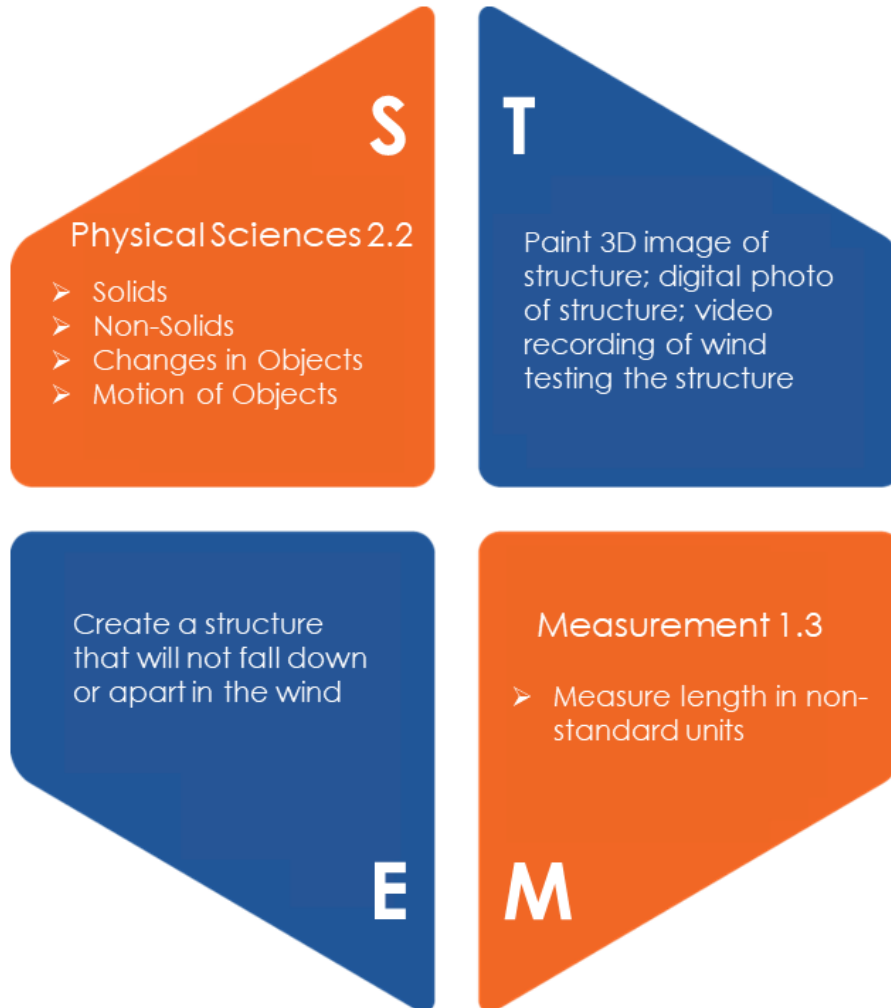 S
Physical Sciences 2.2
➢ Solids
➢ Non-Solids
➢ Changes in Objects
➢ Motion of Objects
T
Paint 3D image of
structure; digital photo
of structure; video
recording of wind
testing the structure
Create a structure
that will not fall down
or apart in the wind
E
Measurement 1.3
➢ Measure length in non-
standard units
M